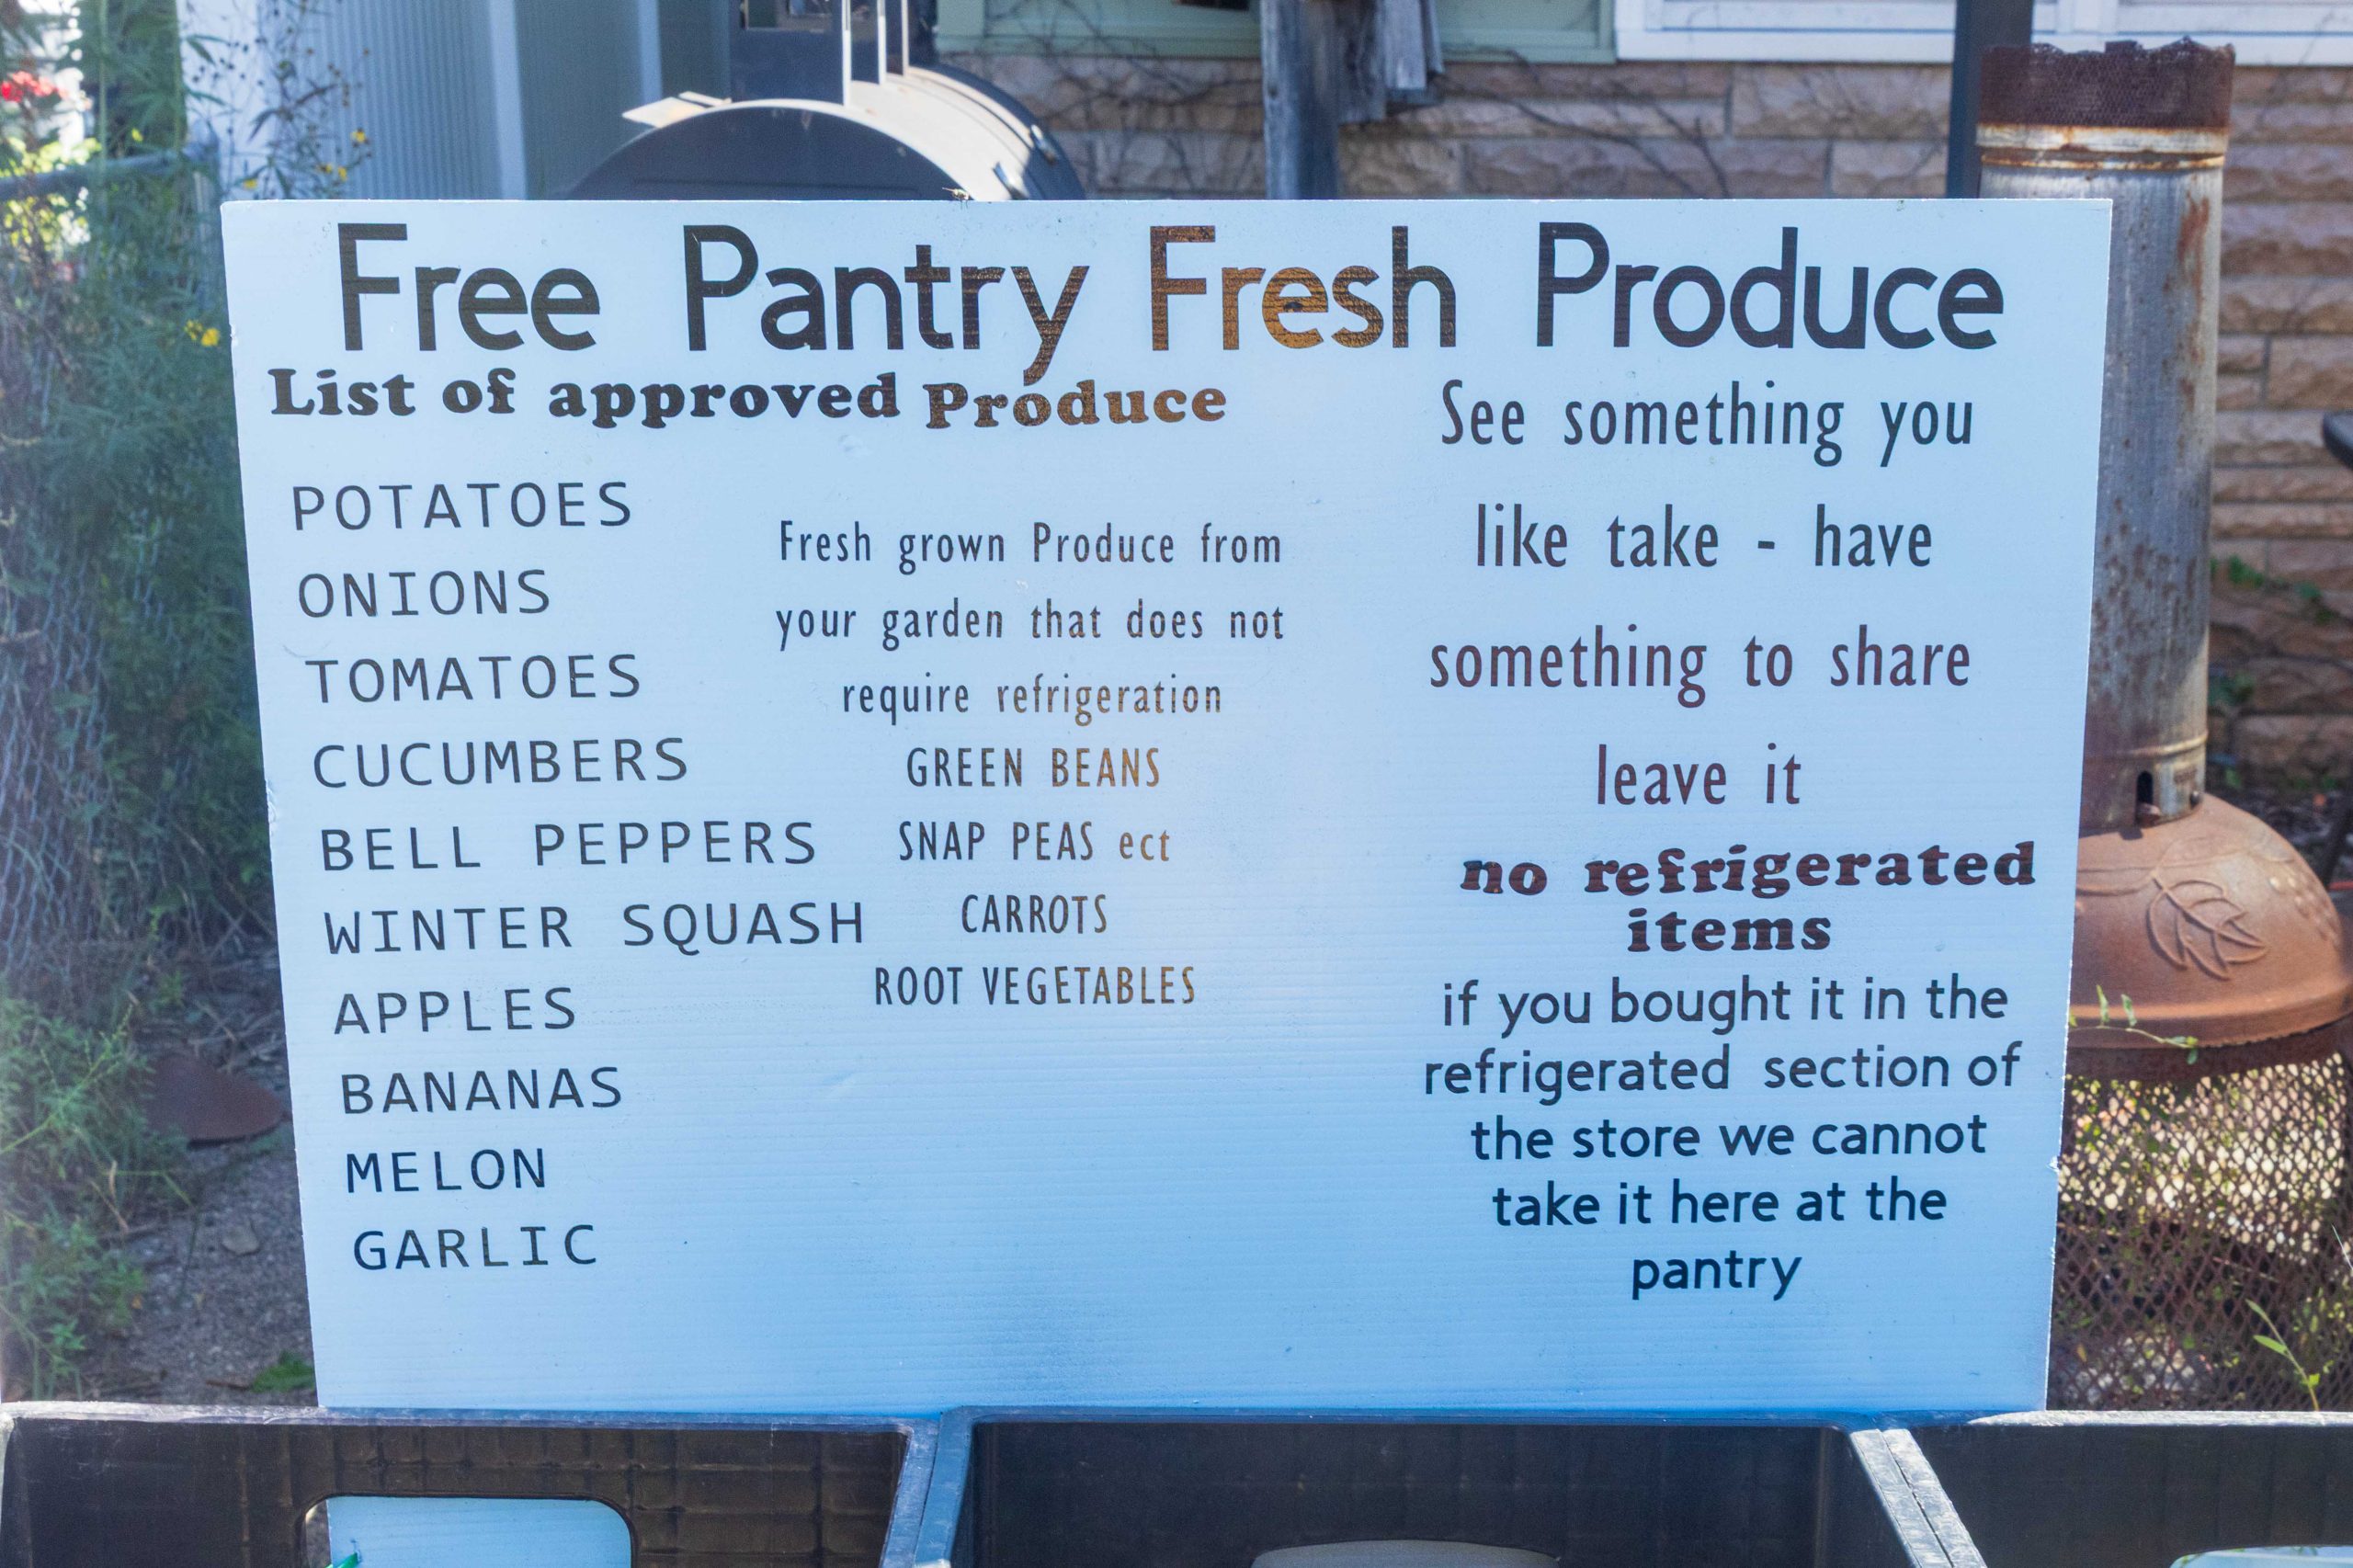 Free Pantry Fresh Produce
List of approved Produce
POTATOES
ONIONS
TOMATOES
CUCUMBERS
BELL PEPPERS
WINTER SQUASH
APPLES
BANANAS
MELON
GARLIC
Fresh grown Produce from
your garden that does not
require refrigeration
GREEN BEANS
SNAP PEAS ect
CARROTS
ROOT VEGETABLES
See something you
like take - have
something to share
leave it
no refrigerated
items
if you bought it in the
refrigerated section of
the store we cannot
take it here at the
pantry